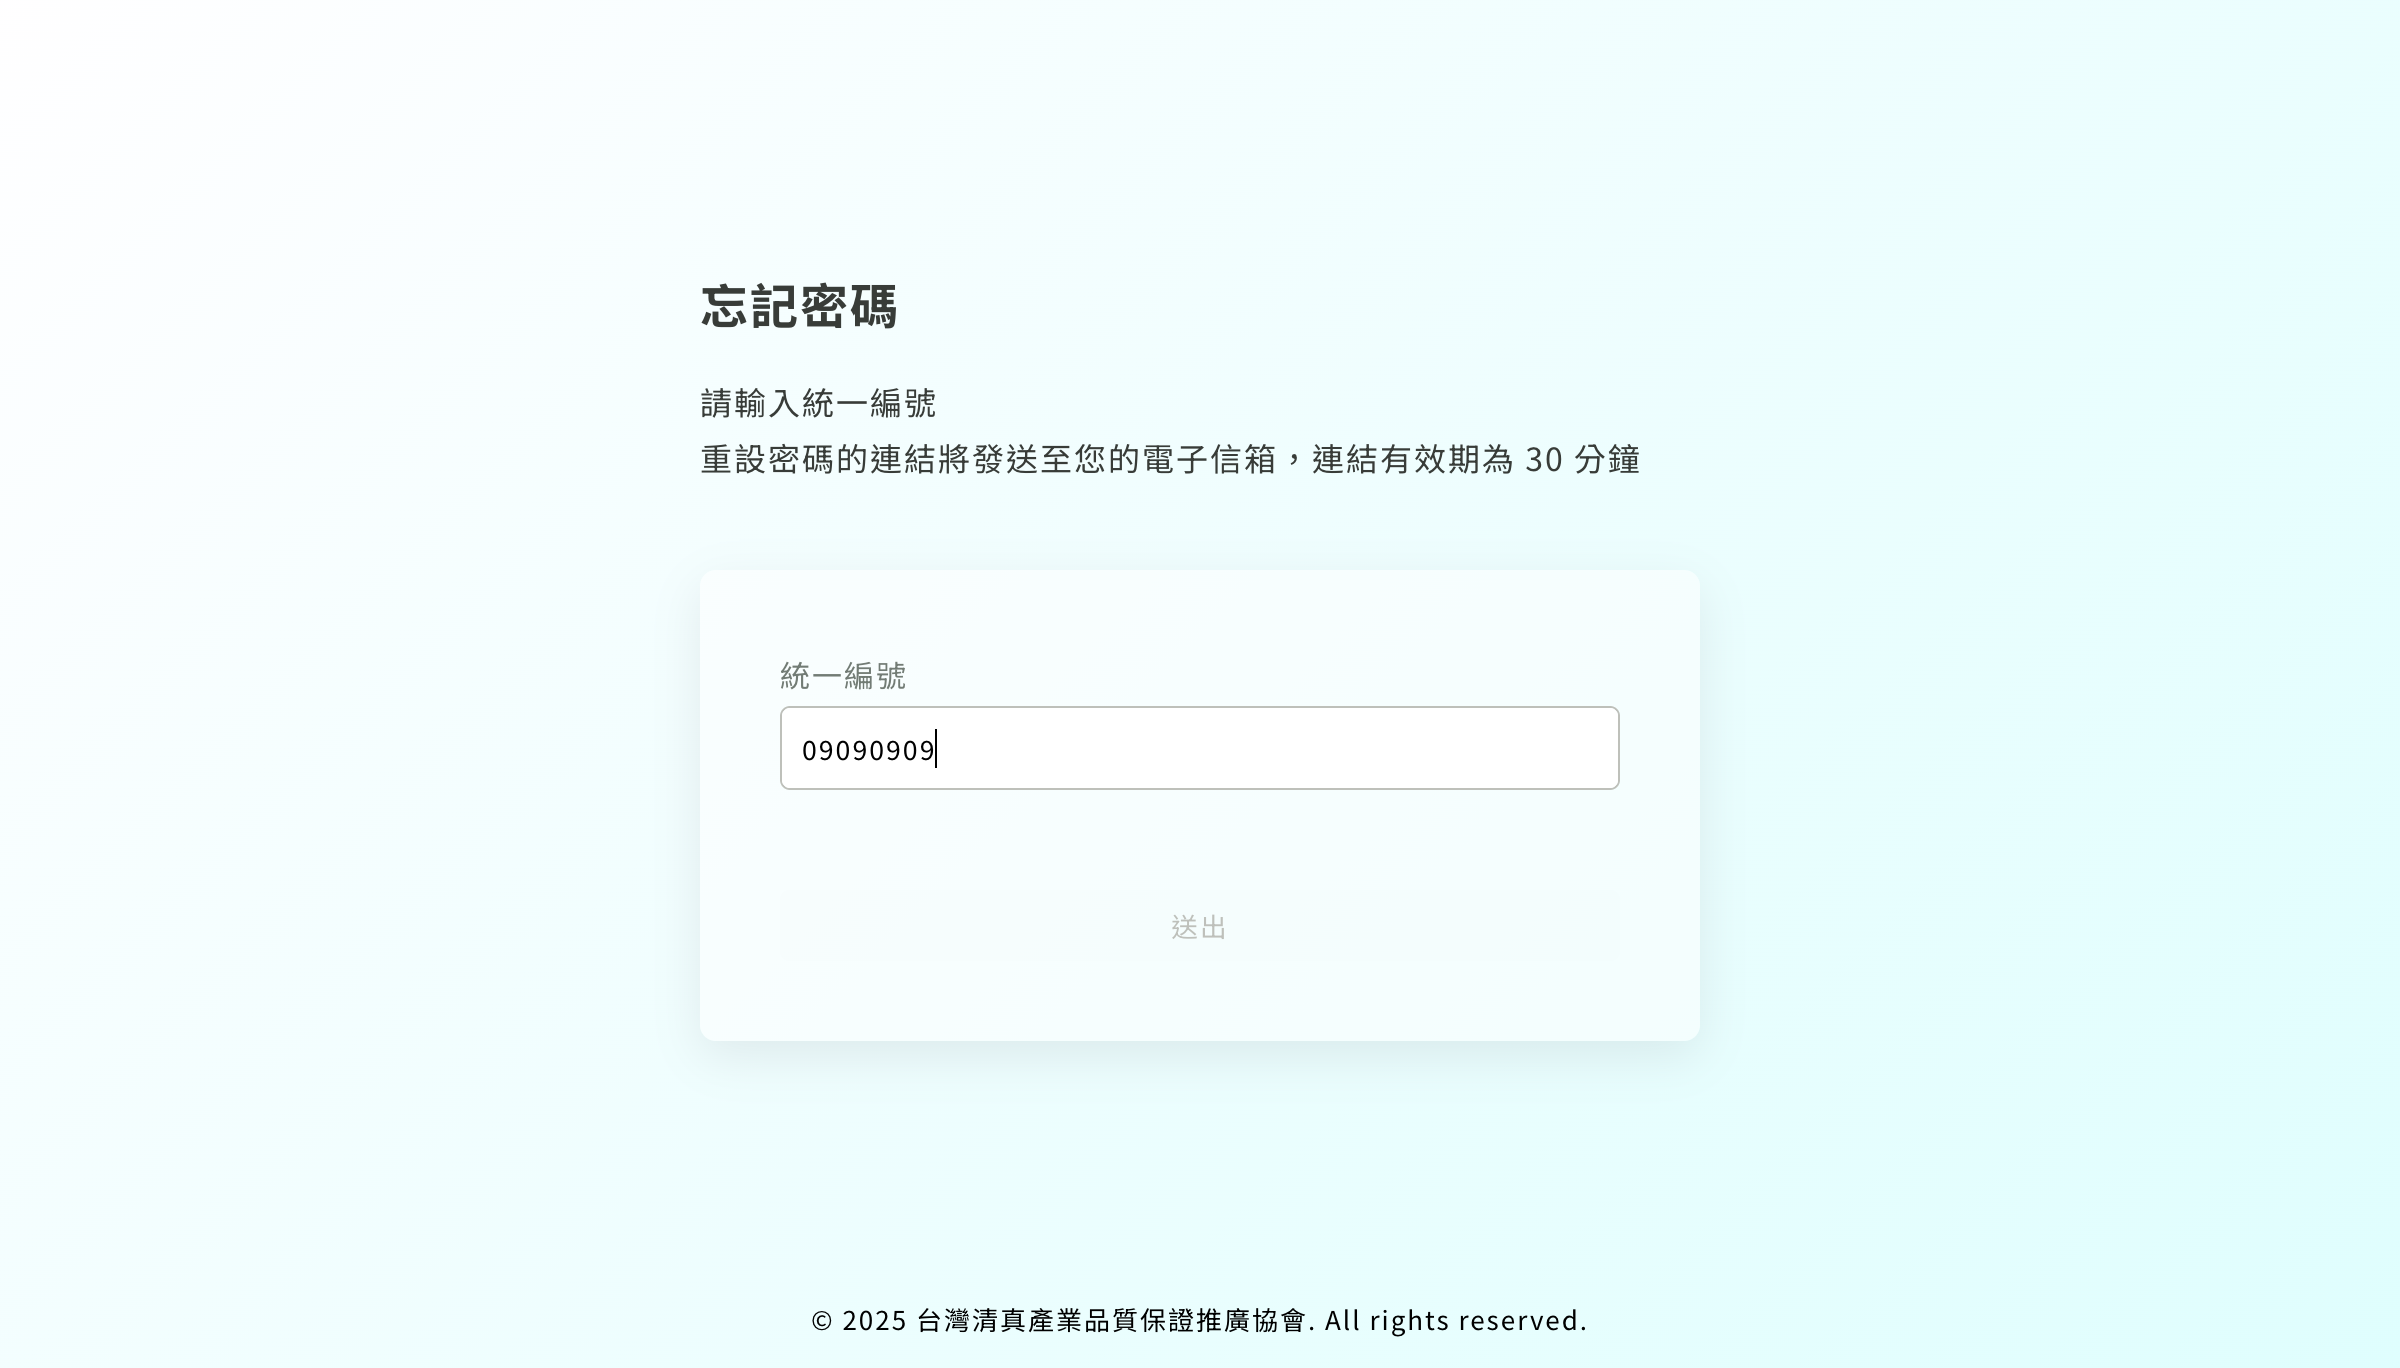 忘記密碼
請輸入統一編號
重設密碼的連結將發送至您的電子信箱，連結有效期為 30 分鐘
統一編號
09090909
送出
© 2025 台灣清真產業品質保證推廣協會. All rights reserved.